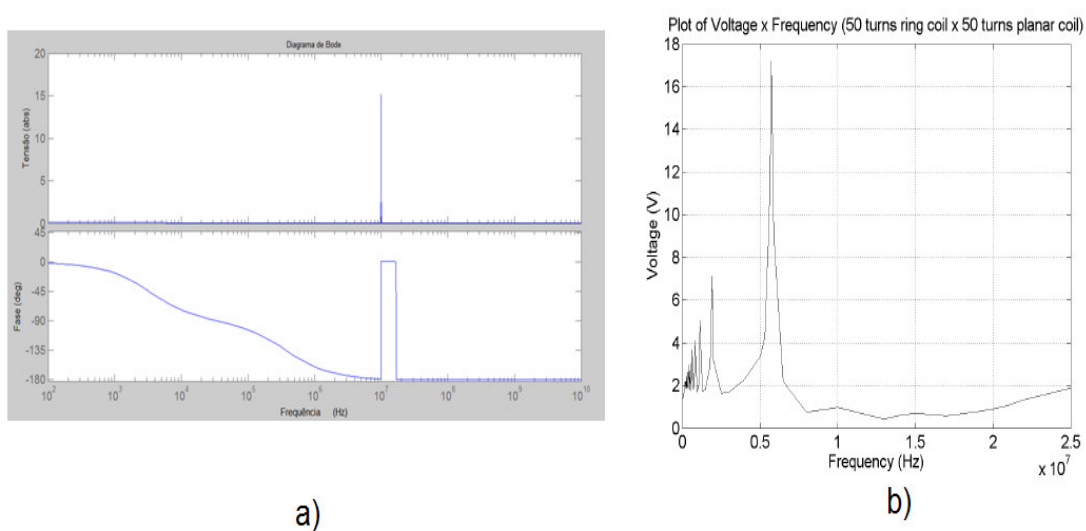 Diagrama de Bode
Tensão (abs)
20
15
10
5
0
Fase (deg)
45
0
-45
-90
-135
-180
10^2 10^3 10^4 10^5 10^6 10^7 10^8 10^9 10^10
Frequência (Hz)
a)
Plot of Voltage x Frequency (50 turns ring coil x 50 turns planar coil)
Voltage (V)
18
16
14
12
10
8
6
4
2
0
0 0.5 1 1.5 2 2.5
Frequency (Hz)
x 10^7
b)